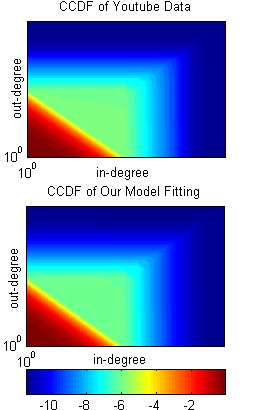 CCDF of Youtube Data
out-degree
10^0
10^0
in-degree
CCDF of Our Model Fitting
out-degree
10^0
10^0
in-degree
-10 -8 -6 -4 -2